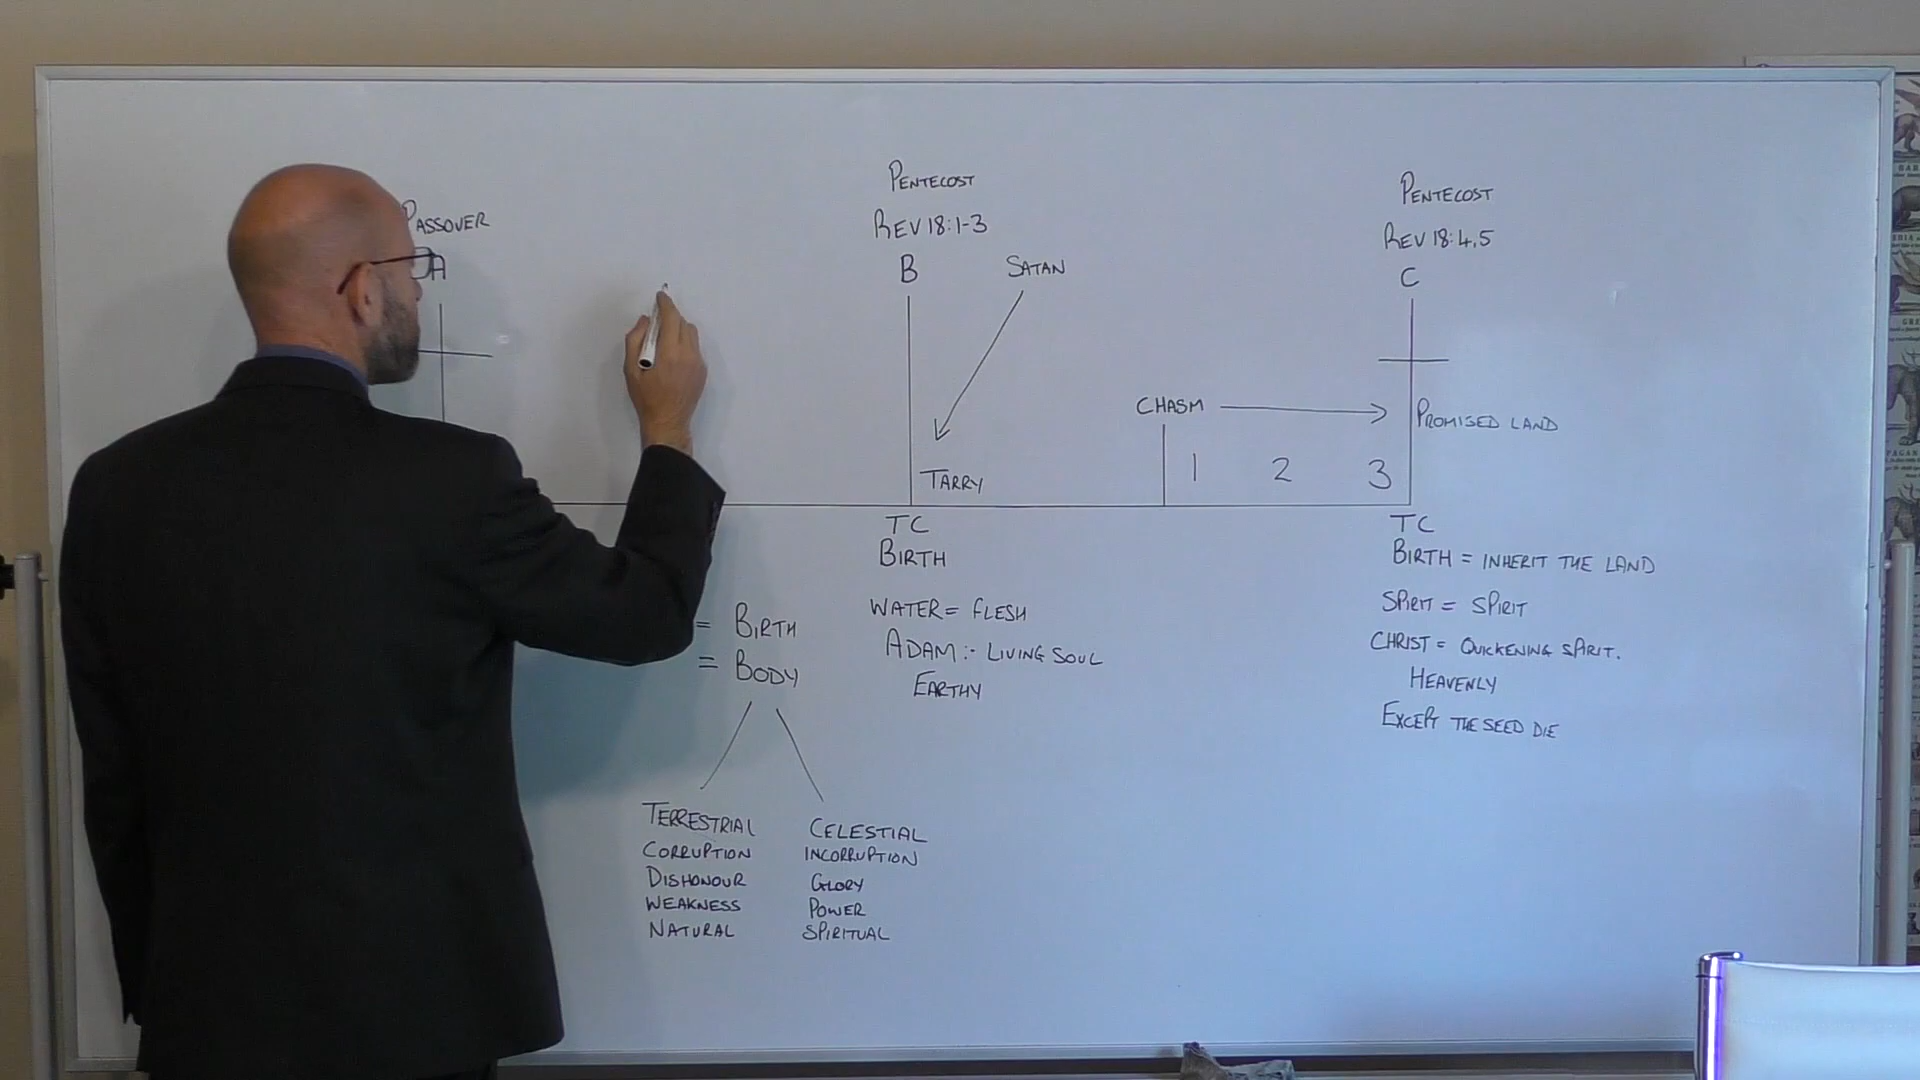 PASSOVER
A
PENTECOST
REV 18:1-3
B
SATAN
TARRY
TC
BIRTH
WATER = FLESH
ADAM :- LIVING SOUL
EARTHY
CHASM
1 2 3
PENTECOST
REV 18:4,5
C
PROMISED LAND
TC
BIRTH = INHERIT THE LAND
SPIRIT = SPIRIT
CHRIST = QUICKENING SPIRIT.
HEAVENLY
EXCEPT THE SEED DIE
= BIRTH
= BODY
TERRESTRIAL
CORRUPTION
DISHONOUR
WEAKNESS
NATURAL
CELESTIAL
INCORRUPTION
GLORY
POWER
SPIRITUAL